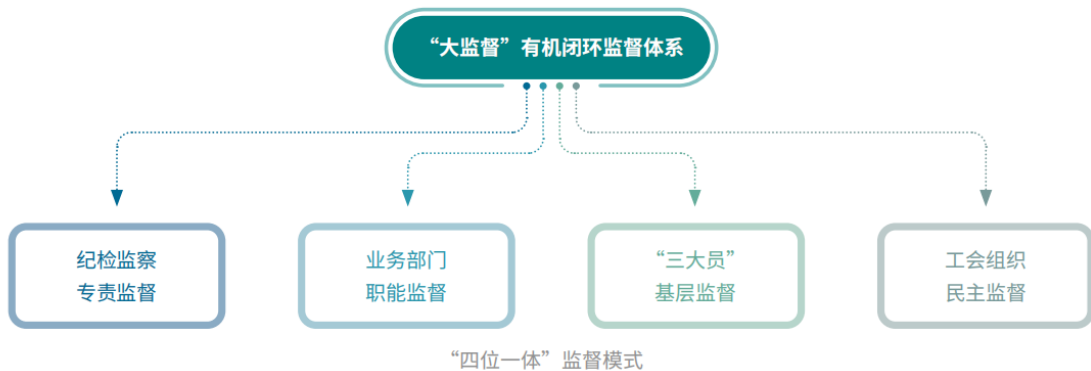 “大监督”有机闭环监督体系
纪检监察
专责监督
业务部门
职能监督
“三大员”
基层监督
工会组织
民主监督
“四位一体”监督模式